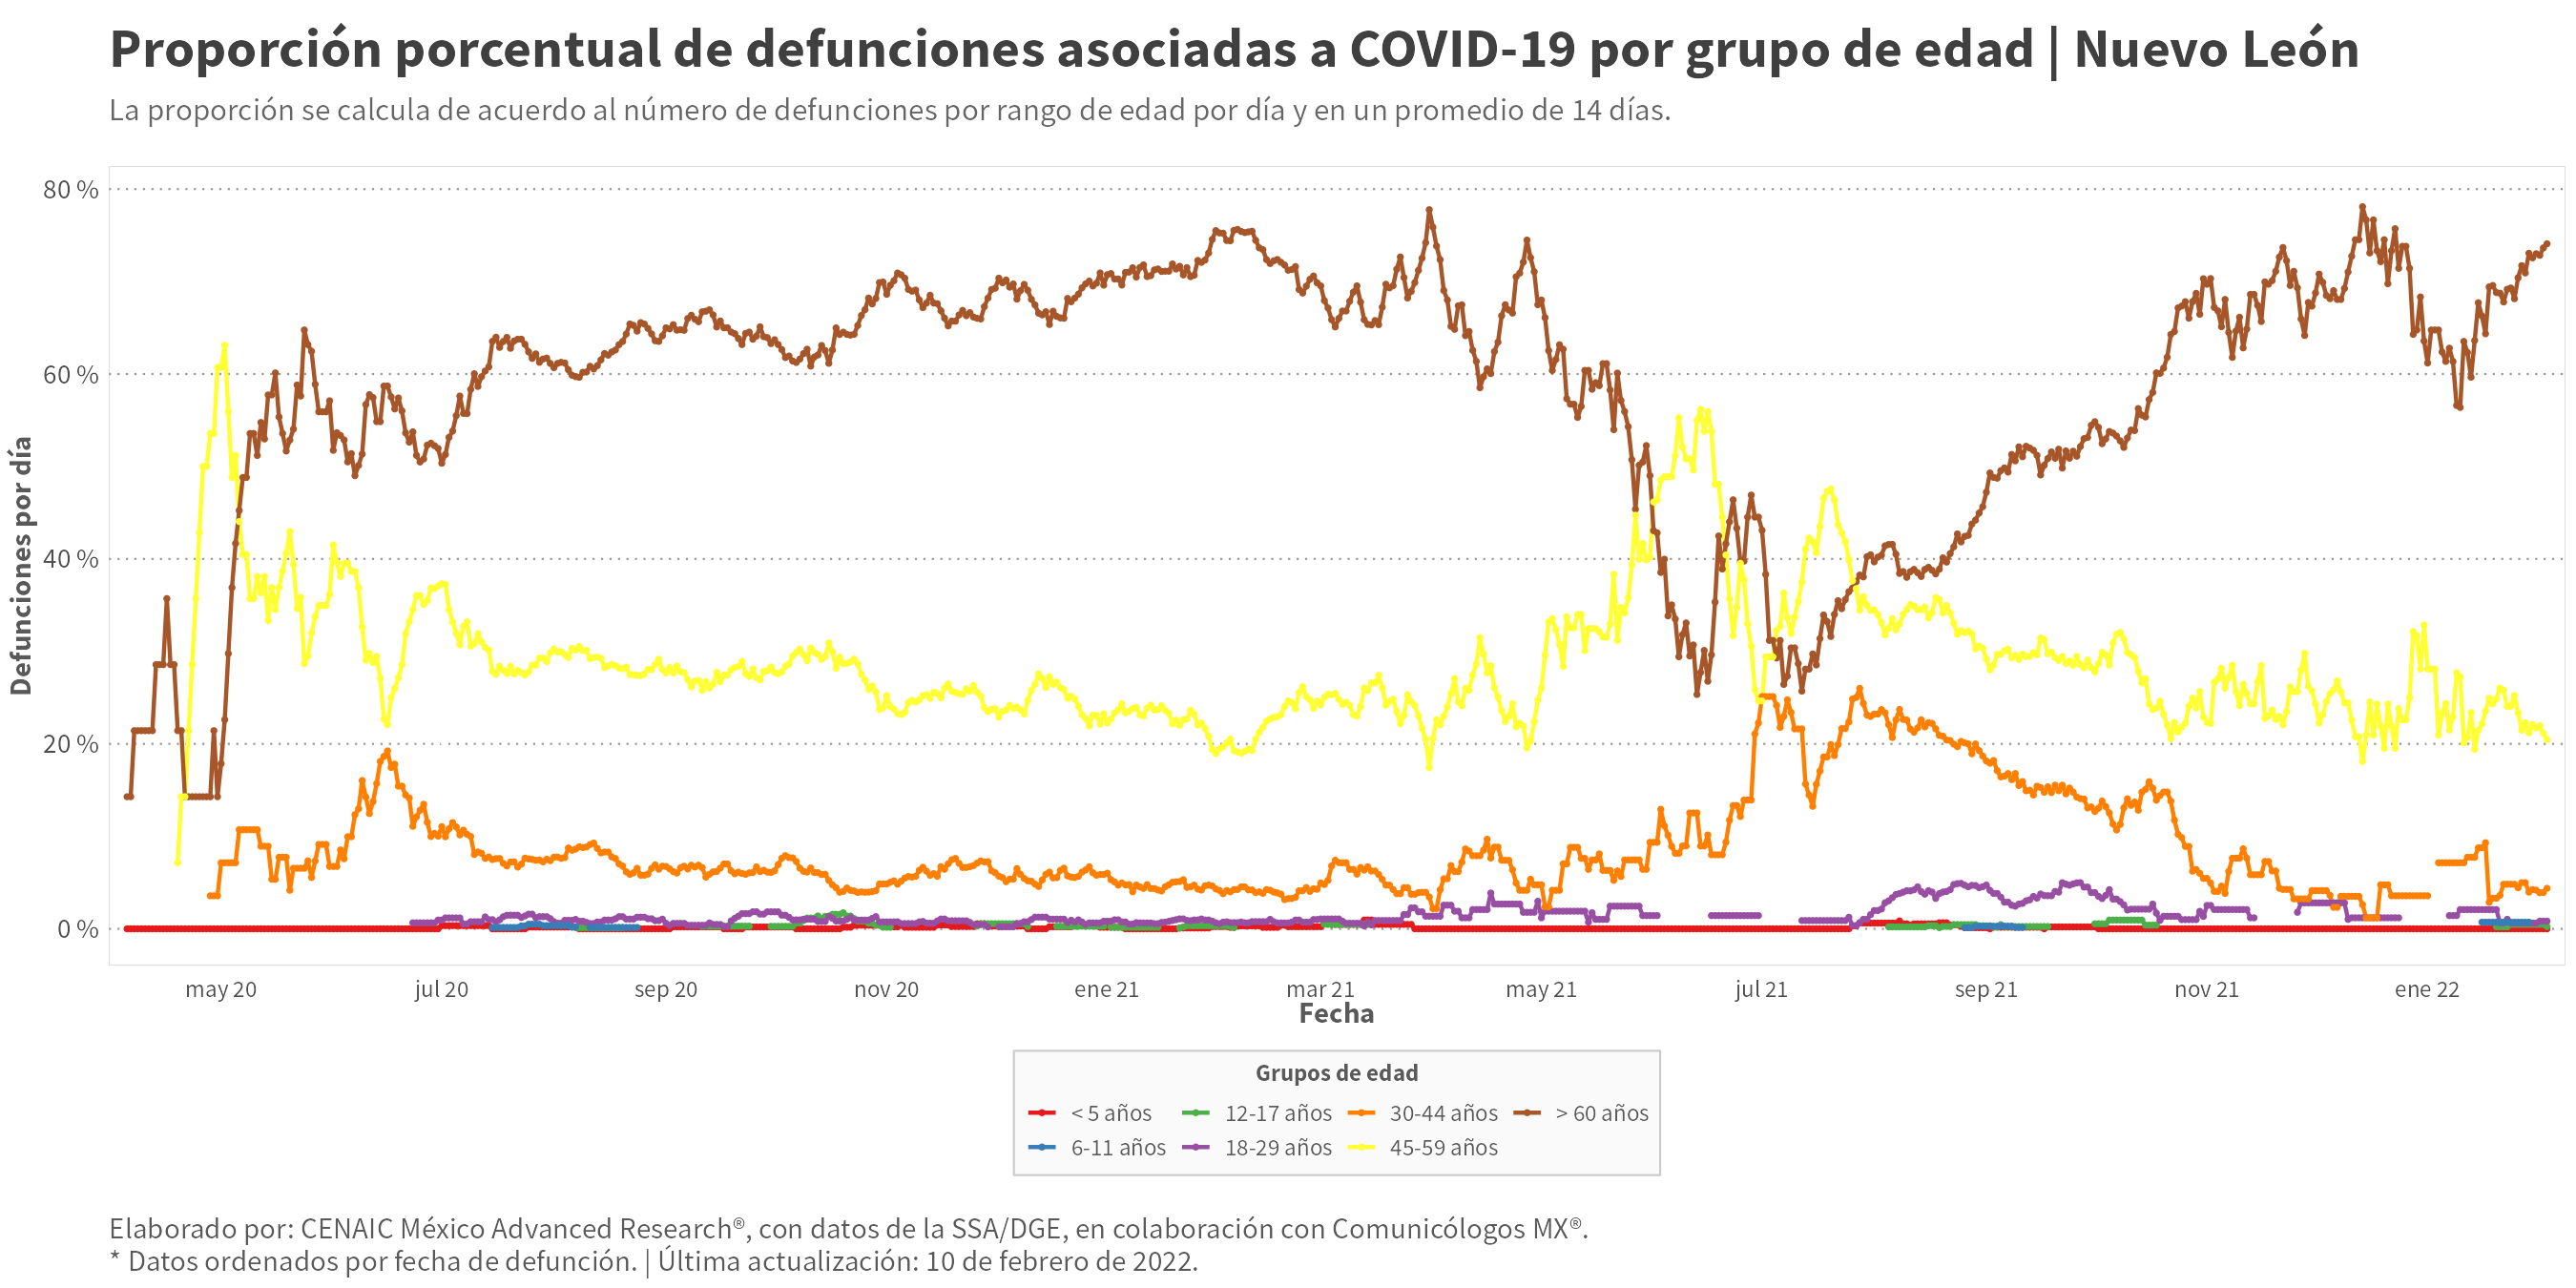 Proporción porcentual de defunciones asociadas a COVID-19 por grupo de edad | Nuevo León
La proporción se calcula de acuerdo al número de defunciones por rango de edad por día y en un promedio de 14 días.
Defunciones por día
80 %
60 %
40 %
20 %
0 %
may 20
jul 20
sep 20
nov 20
ene 21
mar 21
may 21
jul 21
sep 21
nov 21
ene 22
Fecha
Grupos de edad
< 5 años
12-17 años
30-44 años
> 60 años
6-11 años
18-29 años
45-59 años
Elaborado por: CENAIC México Advanced Research®, con datos de la SSA/DGE, en colaboración con Comunicólogos MX®.
* Datos ordenados por fecha de defunción. | Última actualización: 10 de febrero de 2022.